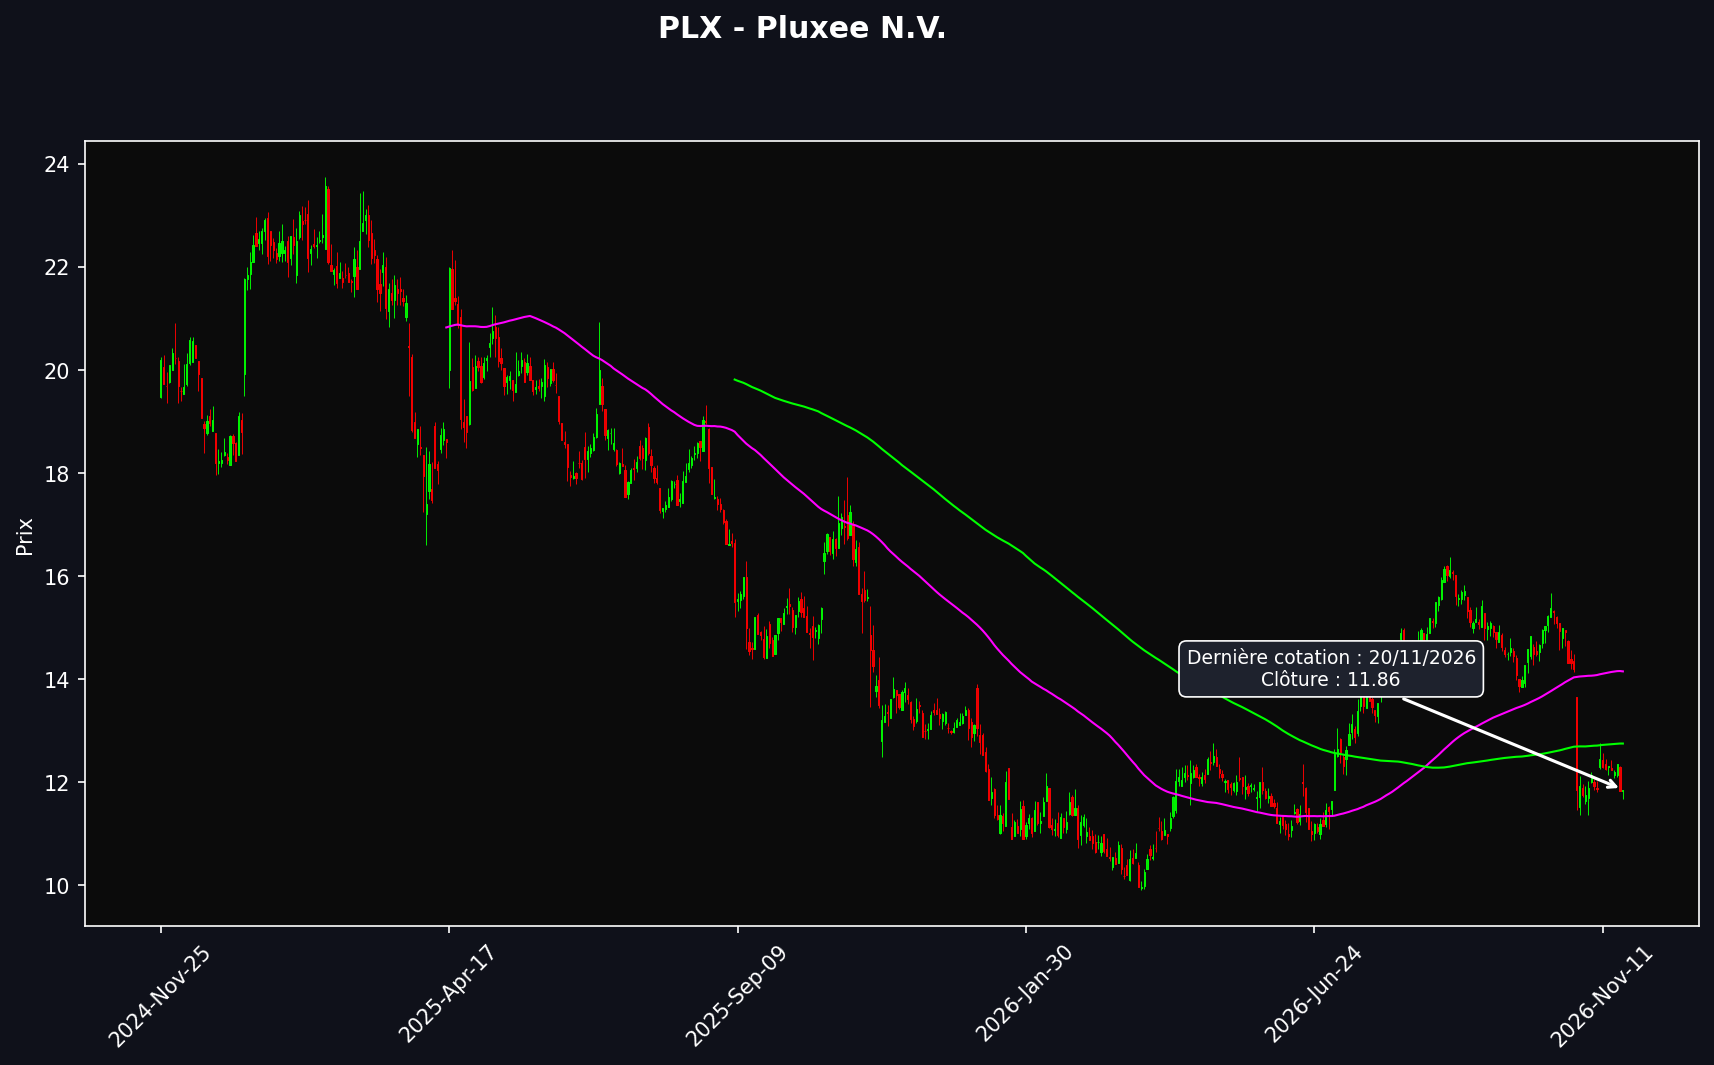 PLX - Pluxee N.V.
24
22
20
18
16
14
12
10
Prix
Dernière cotation : 20/11/2026
Clôture : 11.86
2024-Nov-25
2025-Apr-17
2025-Sep-09
2026-Jan-30
2026-Jun-24
2026-Nov-11